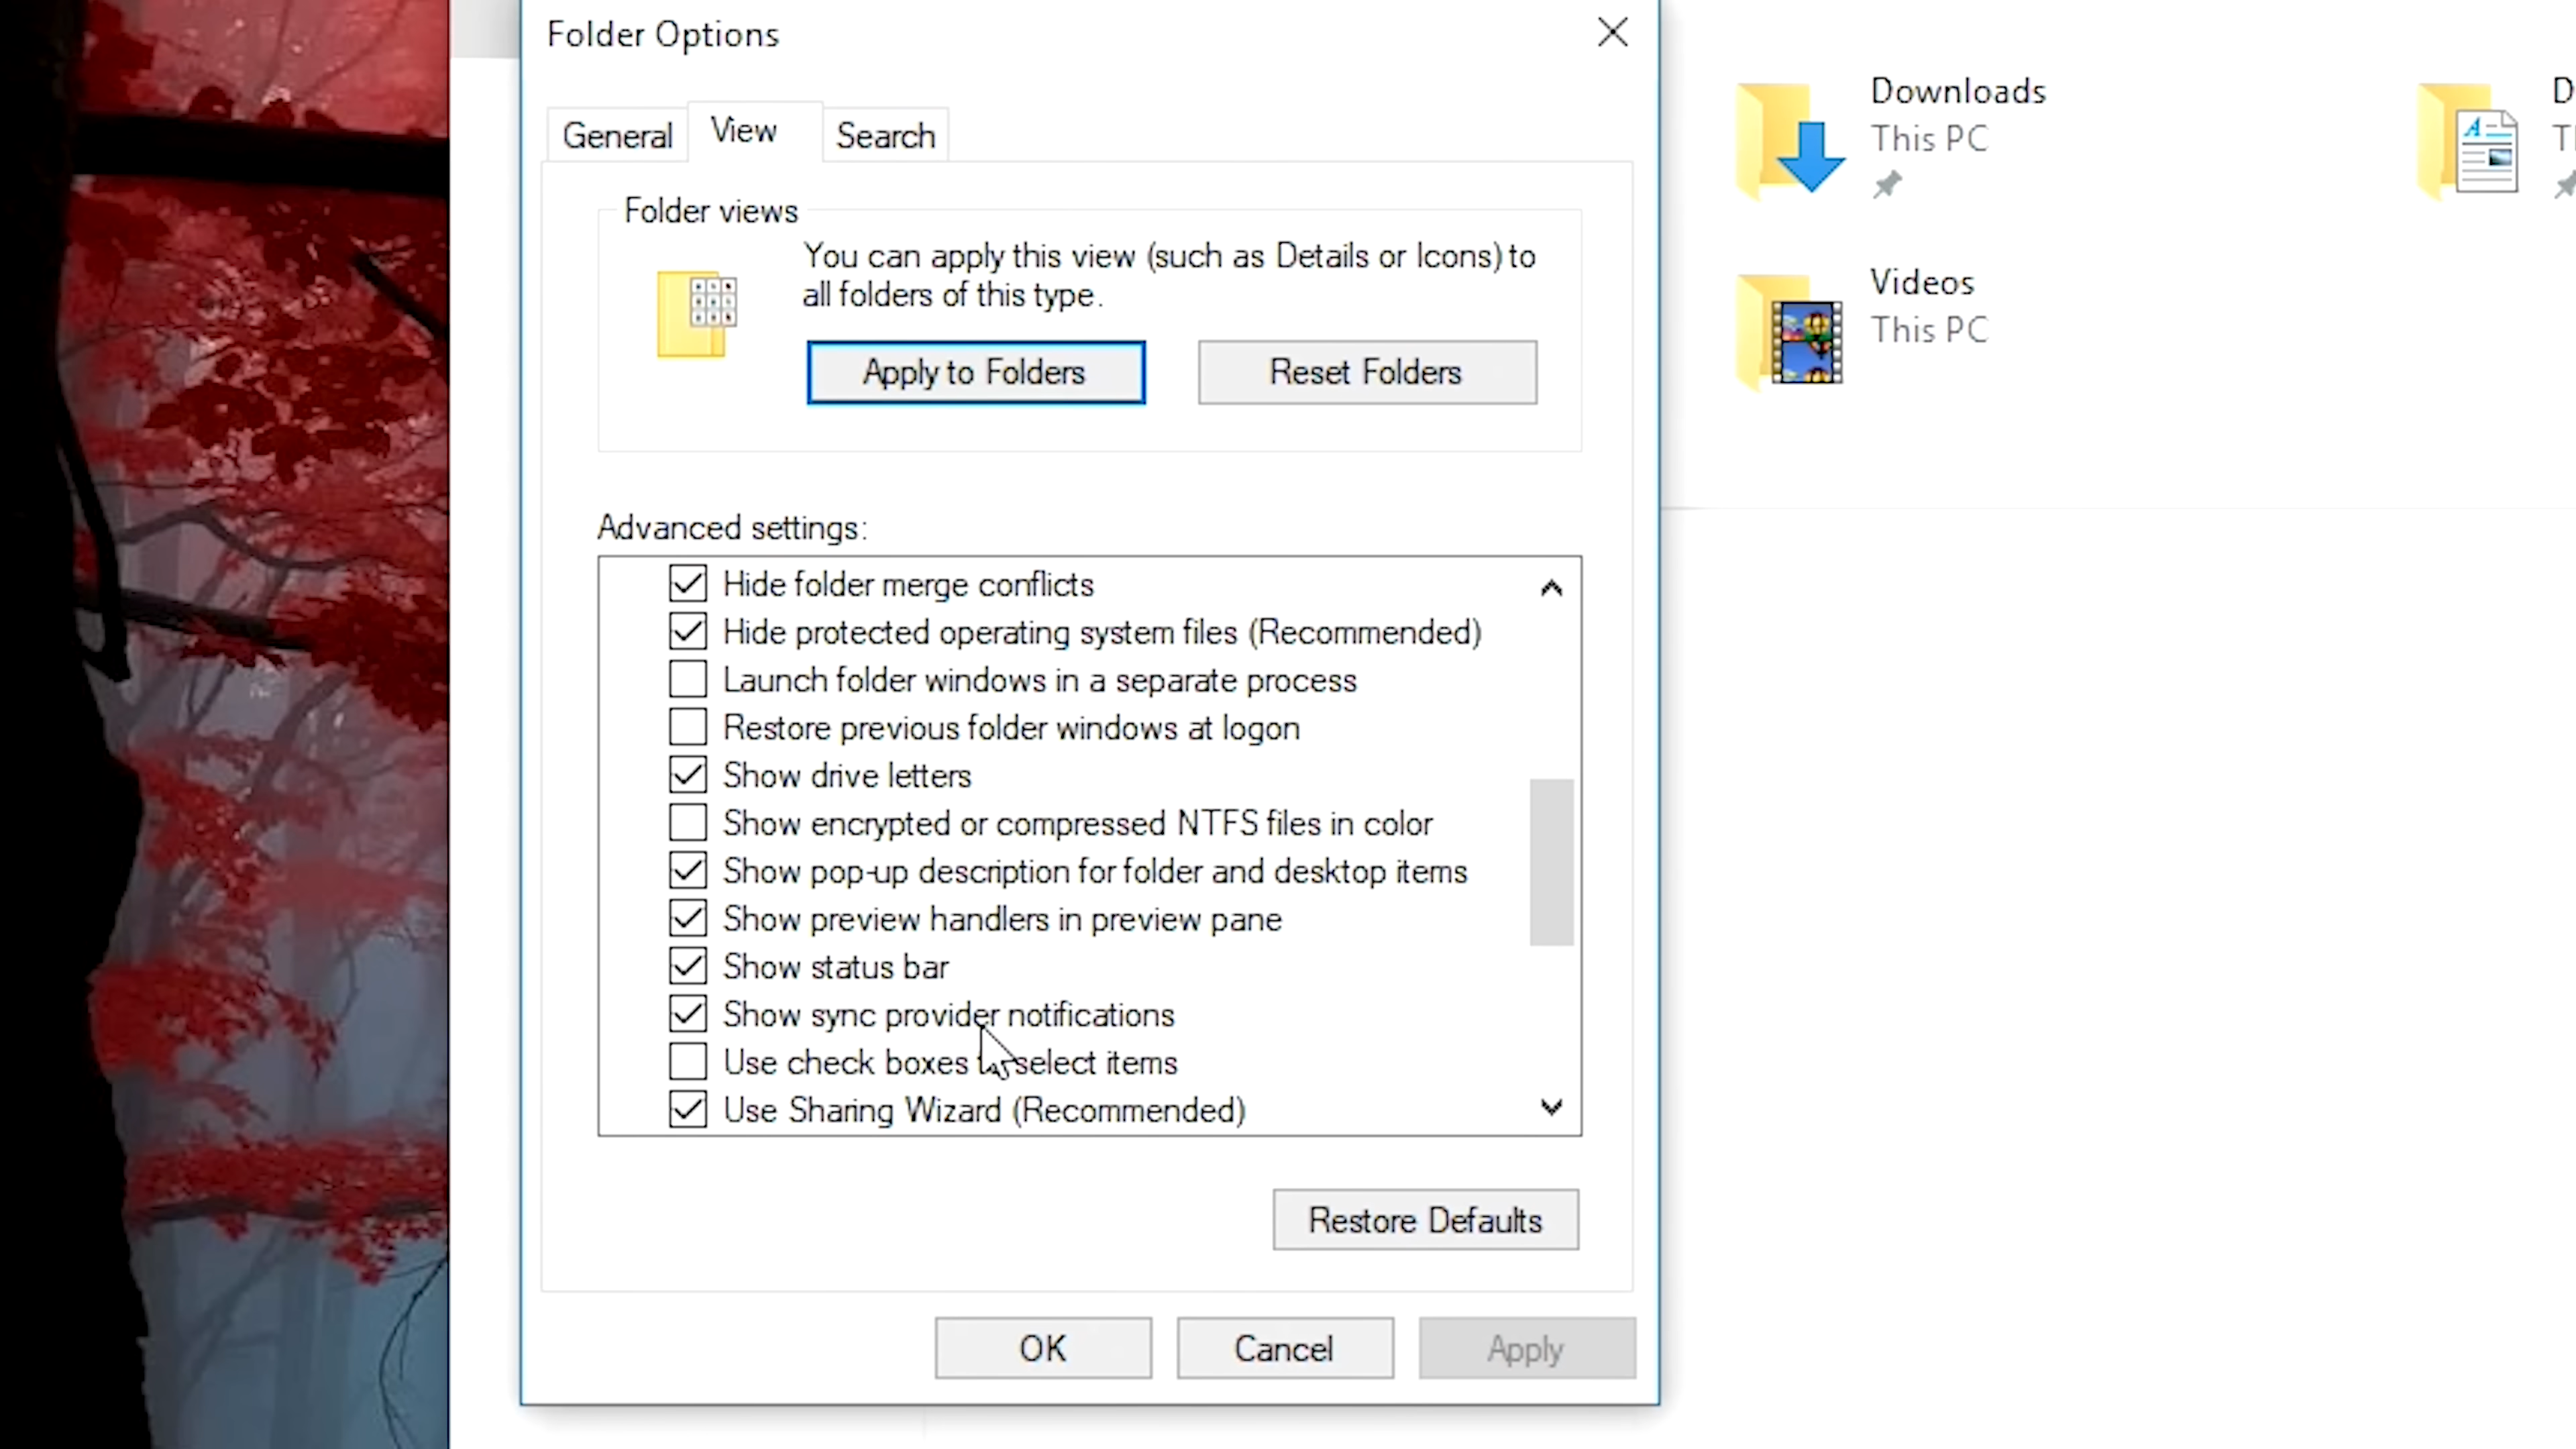 Folder Options
General
View
Search
Folder views
You can apply this view (such as Details or Icons) to
all folders of this type.
Apply to Folders
Reset Folders
Advanced settings:
Hide folder merge conflicts
Hide protected operating system files (Recommended)
Launch folder windows in a separate process
Restore previous folder windows at logon
Show drive letters
Show encrypted or compressed NTFS files in color
Show pop-up description for folder and desktop items
Show preview handlers in preview pane
Show status bar
Show sync provider notifications
Use check boxes to select items
Use Sharing Wizard (Recommended)
Restore Defaults
OK
Cancel
Apply
Downloads
This PC
Videos
This PC